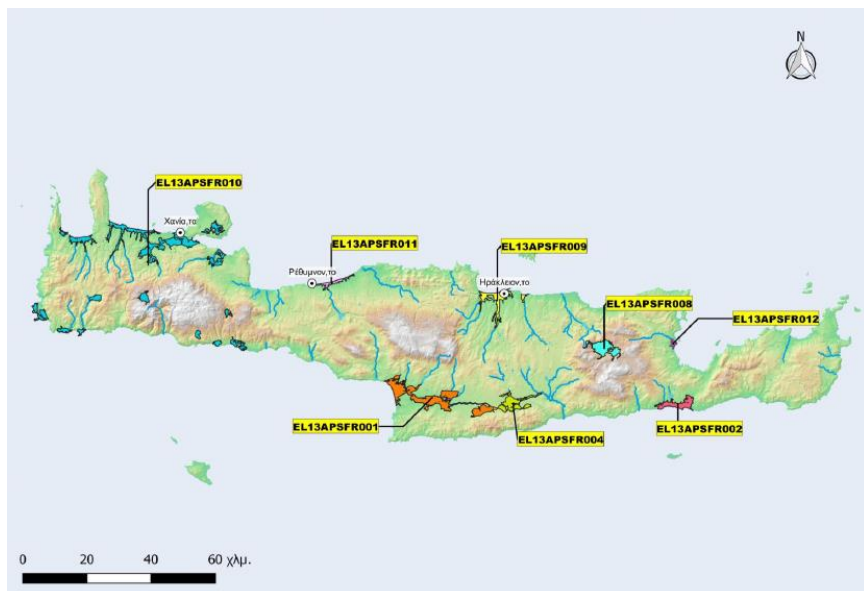 N
EL13APSFR010
Χανία,τα
EL13APSFR011
EL13APSFR009
Ρέθυμνον,το
Ηράκλειον,το
EL13APSFR008
EL13APSFR012
EL13APSFR001
EL13APSFR004
EL13APSFR002
0 20 40 60 χλμ.